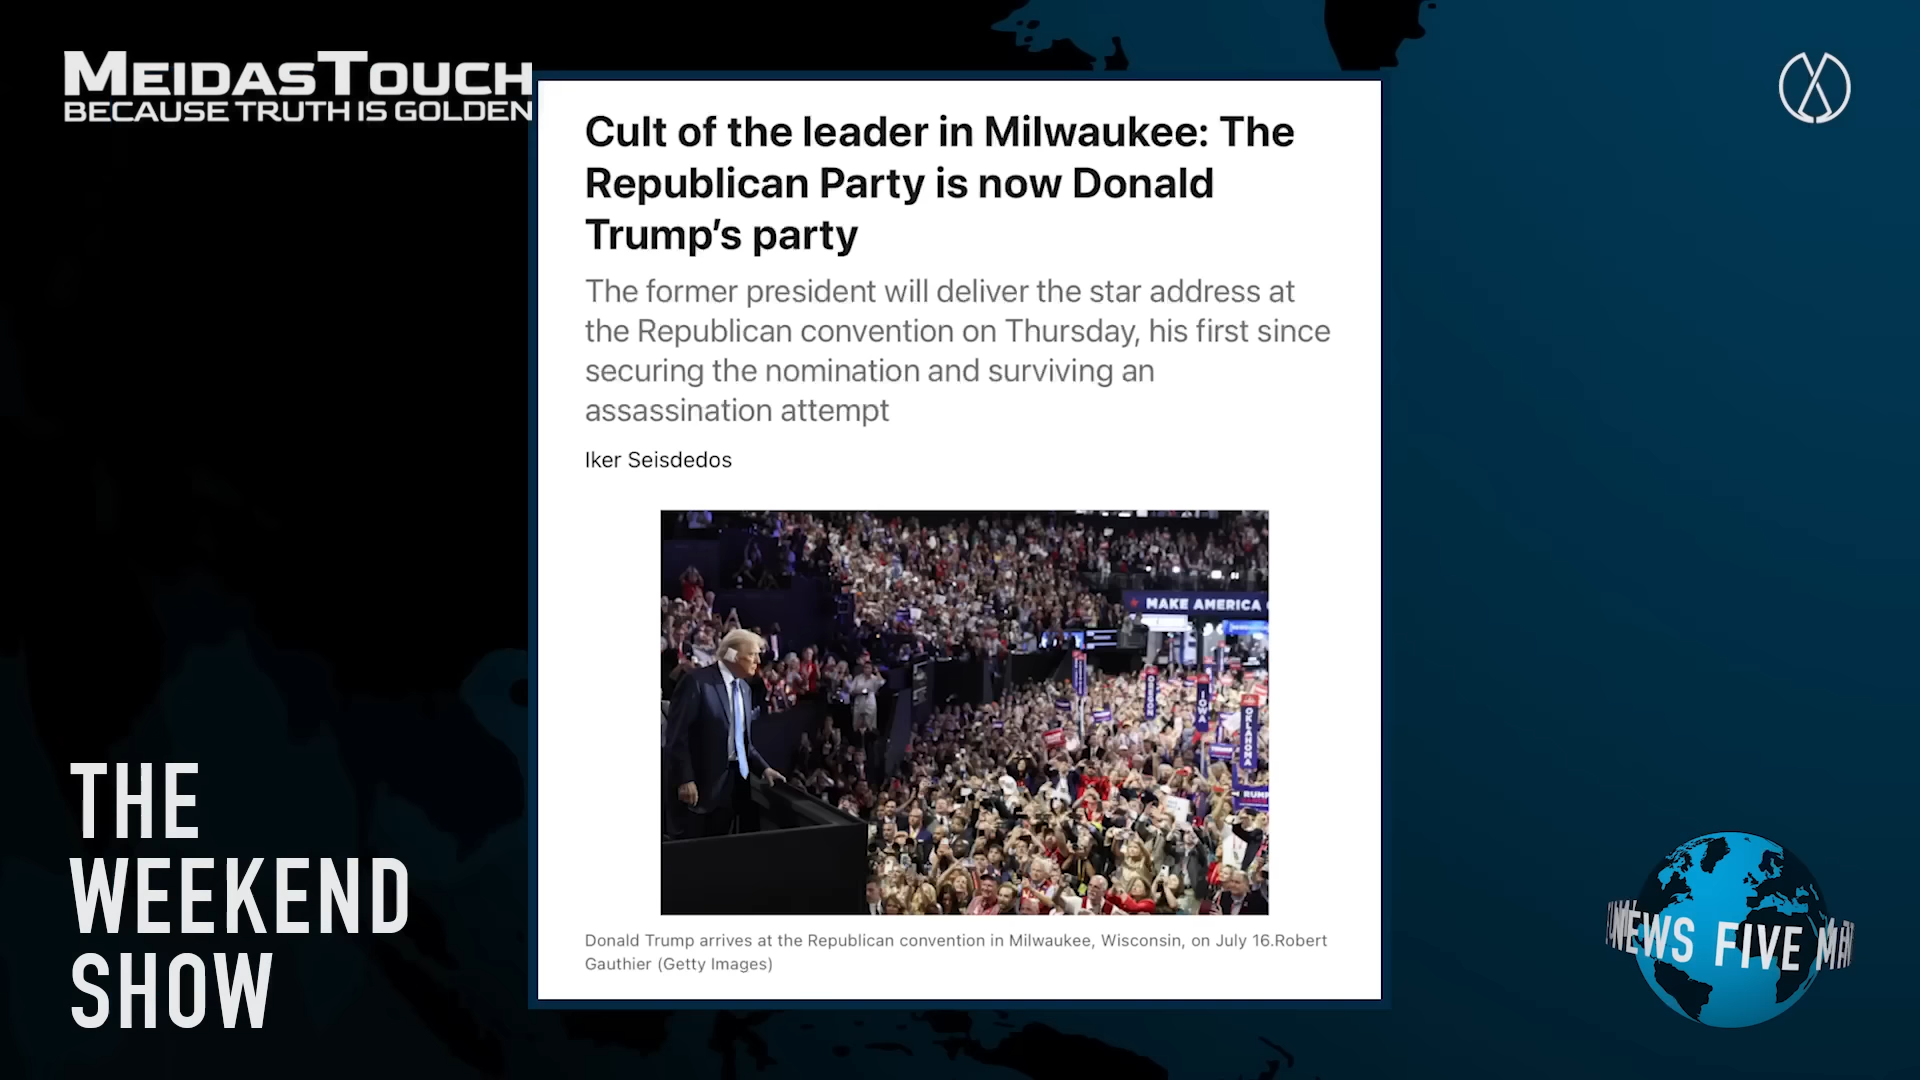 MEIDASTOUCH
BECAUSE TRUTH IS GOLDEN
Cult of the leader in Milwaukee: The
Republican Party is now Donald
Trump's party
The former president will deliver the star address at
the Republican convention on Thursday, his first since
securing the nomination and surviving an
assassination attempt
Iker Seisdedos
MAKE AMERICA
OREGON
IOWA
OKLAHOMA
Donald Trump arrives at the Republican convention in Milwaukee, Wisconsin, on July 16.Robert
Gauthier (Getty Images)
THE
WEEKEND
SHOW
NEWS FIVE